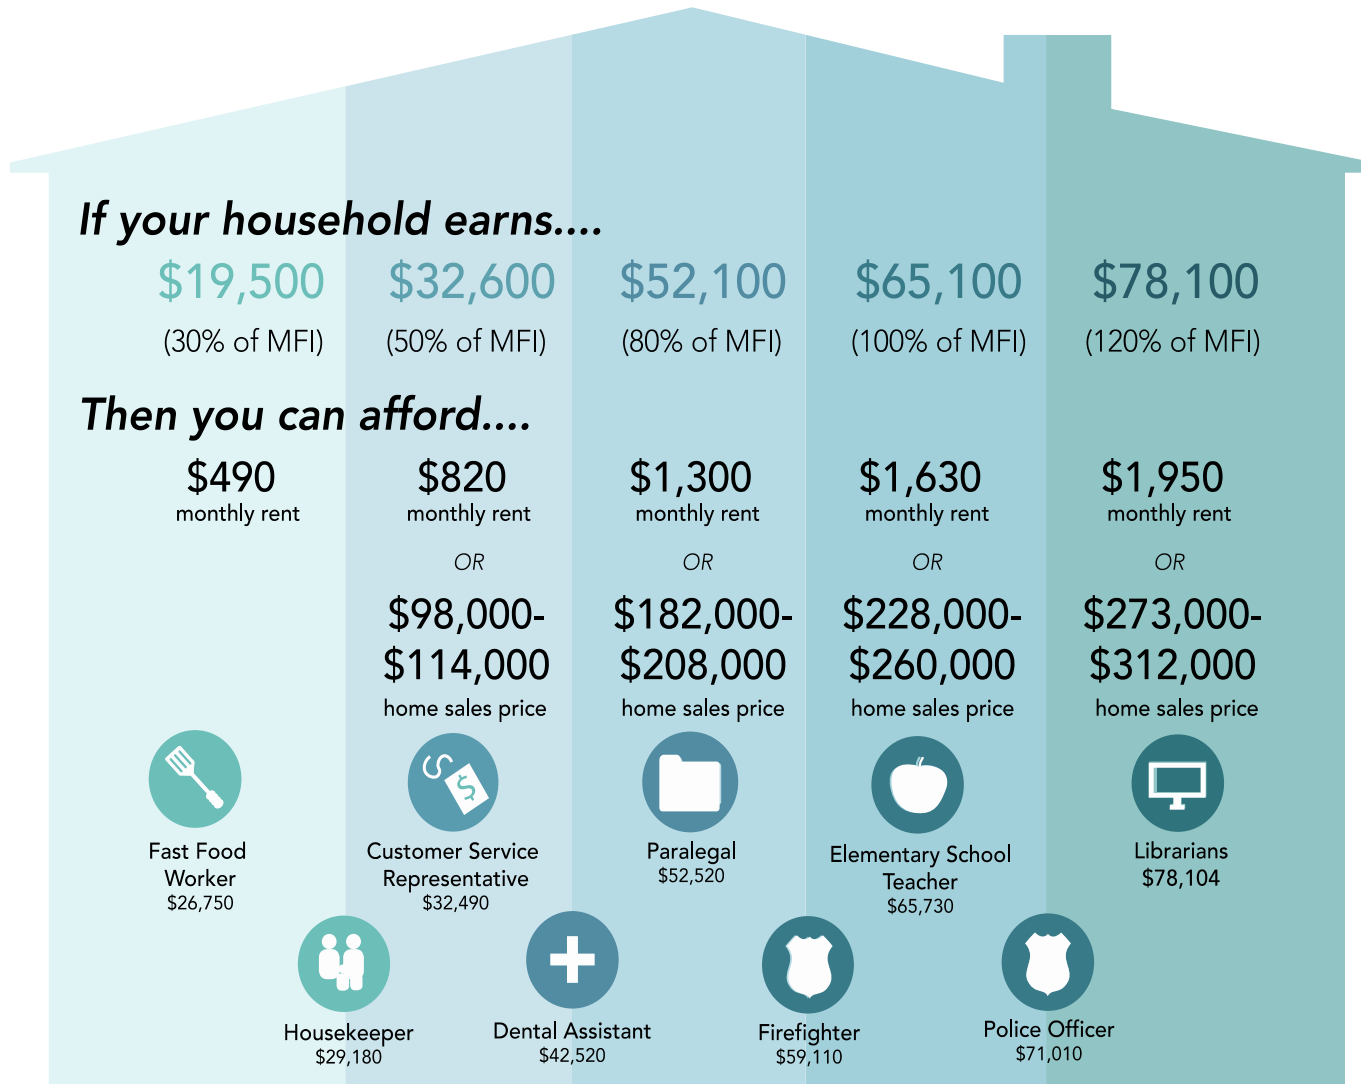 If your household earns....
$19,500 $32,600 $52,100 $65,100 $78,100
(30% of MFI) (50% of MFI) (80% of MFI) (100% of MFI) (120% of MFI)
Then you can afford....
$490 $820 $1,300 $1,630 $1,950
monthly rent monthly rent monthly rent monthly rent monthly rent
OR OR OR OR
$98,000- $182,000- $228,000- $273,000-
$114,000 $208,000 $260,000 $312,000
home sales price home sales price home sales price home sales price
$
Fast Food
Worker
$26,750
Customer Service
Representative
$32,490
Paralegal
$52,520
Elementary School
Teacher
$65,730
Librarians
$78,104
Housekeeper
$29,180
Dental Assistant
$42,520
Firefighter
$59,110
Police Officer
$71,010